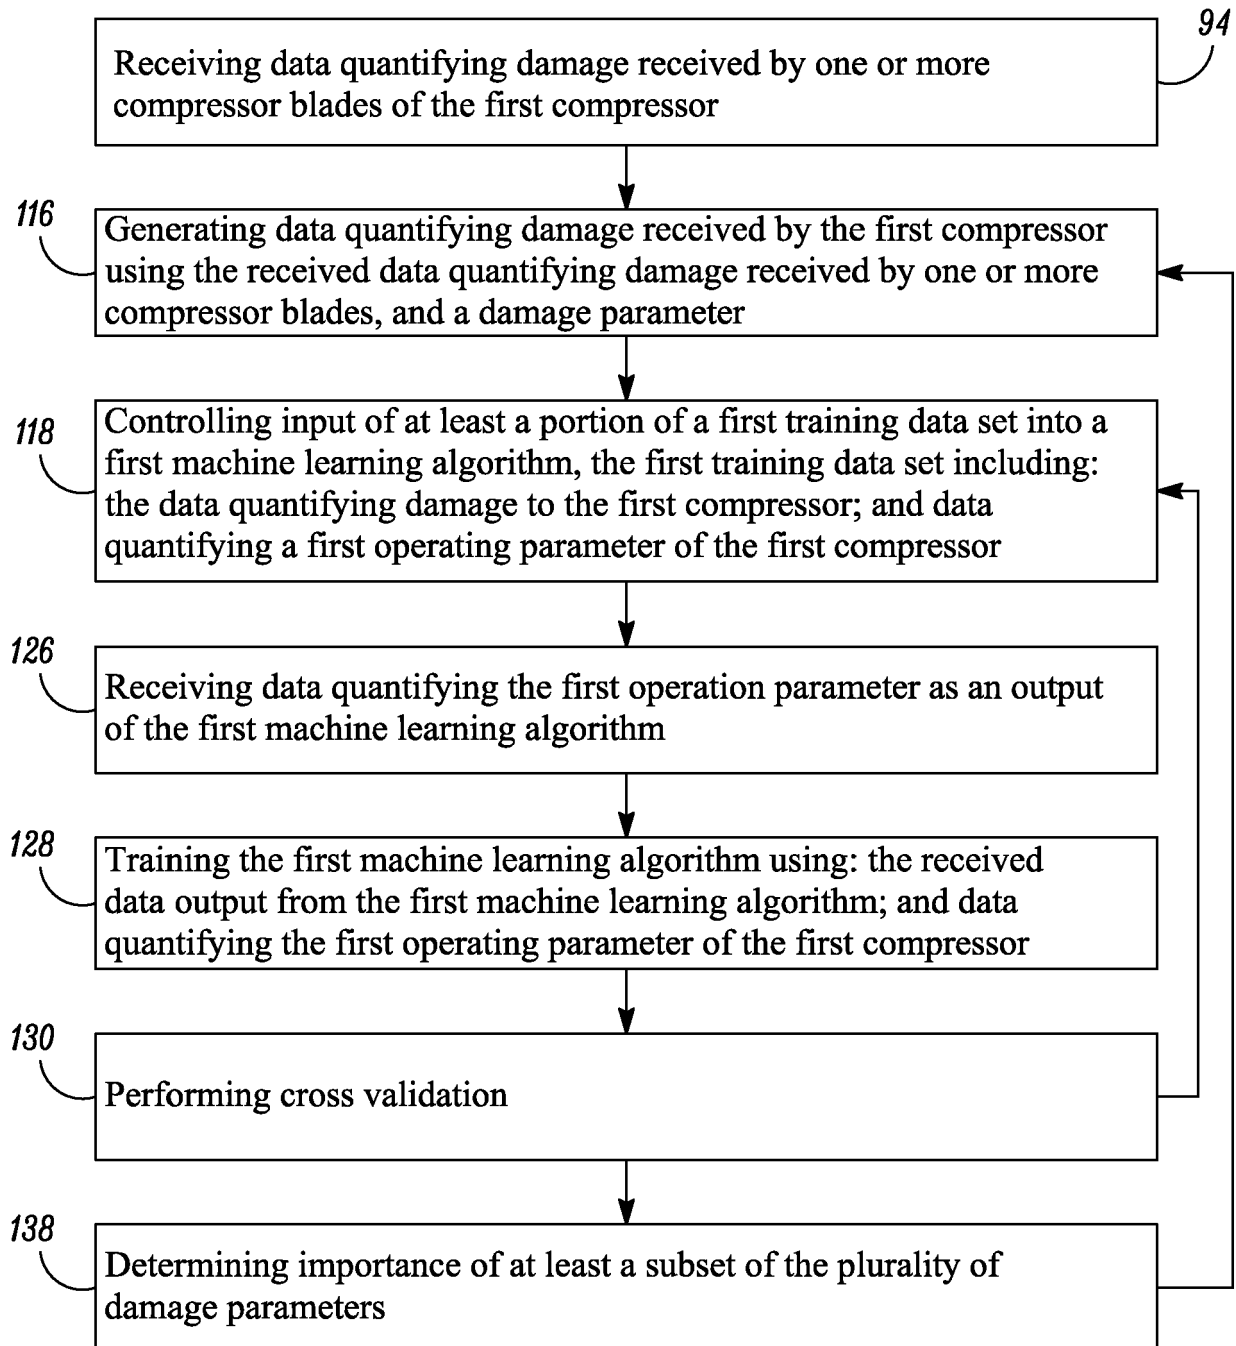 94
Receiving data quantifying damage received by one or more
compressor blades of the first compressor
116
Generating data quantifying damage received by the first compressor
using the received data quantifying damage received by one or more
compressor blades, and a damage parameter
118
Controlling input of at least a portion of a first training data set into a
first machine learning algorithm, the first training data set including:
the data quantifying damage to the first compressor; and data
quantifying a first operating parameter of the first compressor
126
Receiving data quantifying the first operation parameter as an output
of the first machine learning algorithm
128
Training the first machine learning algorithm using: the received
data output from the first machine learning algorithm; and data
quantifying the first operating parameter of the first compressor
130
Performing cross validation
138
Determining importance of at least a subset of the plurality of
damage parameters